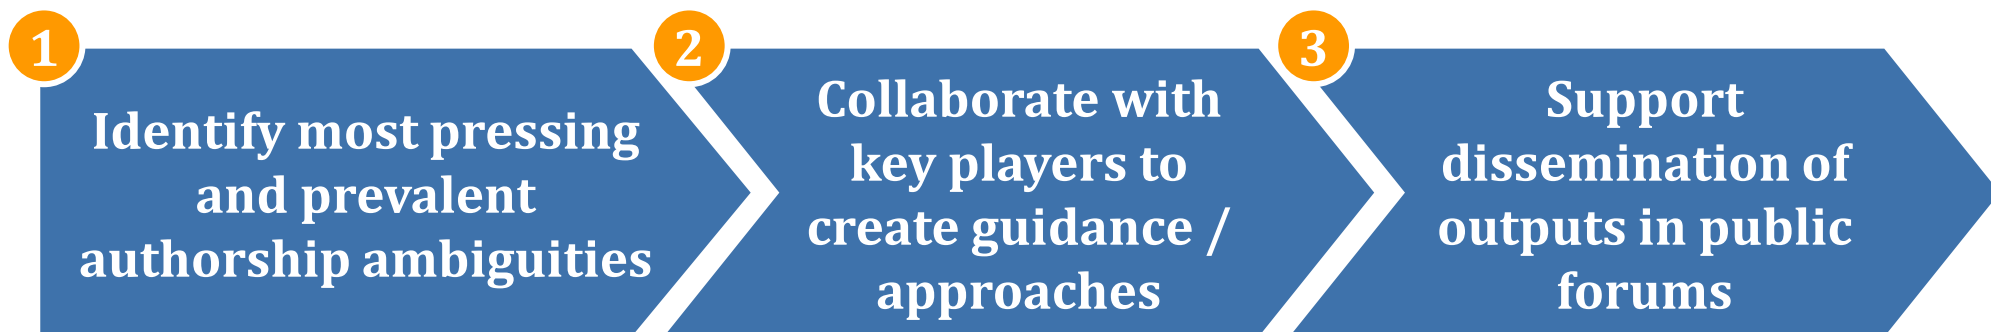 1
Identify most pressing
and prevalent
authorship ambiguities
2
Collaborate with
key players to
create guidance /
approaches
3
Support
dissemination of
outputs in public
forums